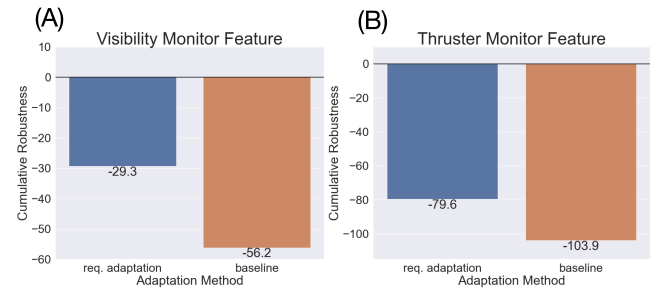 (A)
Visibility Monitor Feature
10
0
−10
−20
−30
−40
−50
−60
Cumulative Robustness
-29.3
-56.2
req. adaptation baseline
Adaptation Method
(B)
Thruster Monitor Feature
0
−20
−40
−60
−80
−100
Cumulative Robustness
-79.6
-103.9
req. adaptation baseline
Adaptation Method